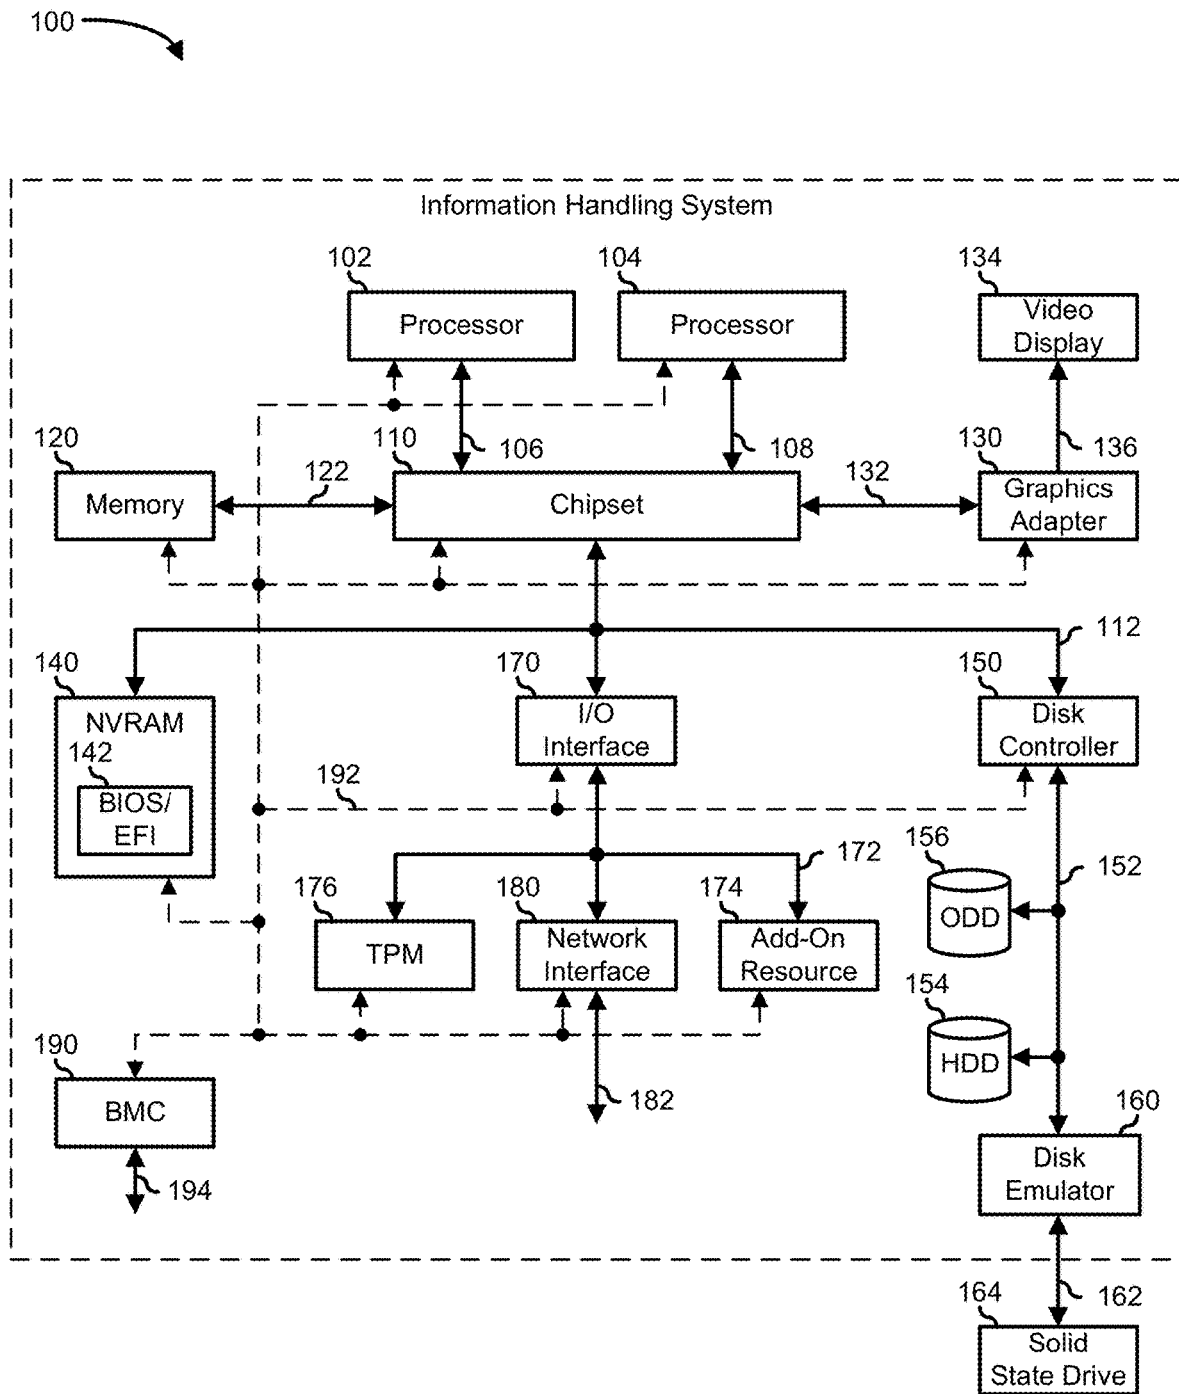 100
Information Handling System
102
104
134
Processor
Processor
Video
Display
120
110
106
108
130
136
122
132
Memory
Chipset
Graphics
Adapter
112
140
170
150
NVRAM
I/O
Interface
Disk
Controller
142
192
BIOS/
EFI
156
172
152
176
180
174
ODD
TPM
Network
Interface
Add-On
Resource
154
190
HDD
BMC
182
160
194
Disk
Emulator
164
162
Solid
State Drive